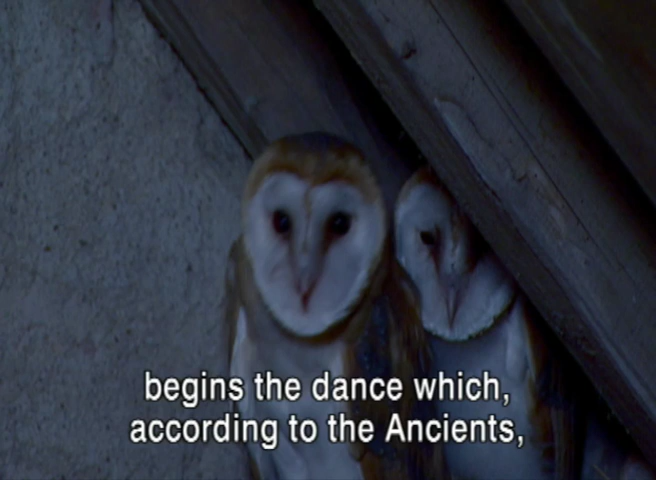 begins the dance which,
according to the Ancients,